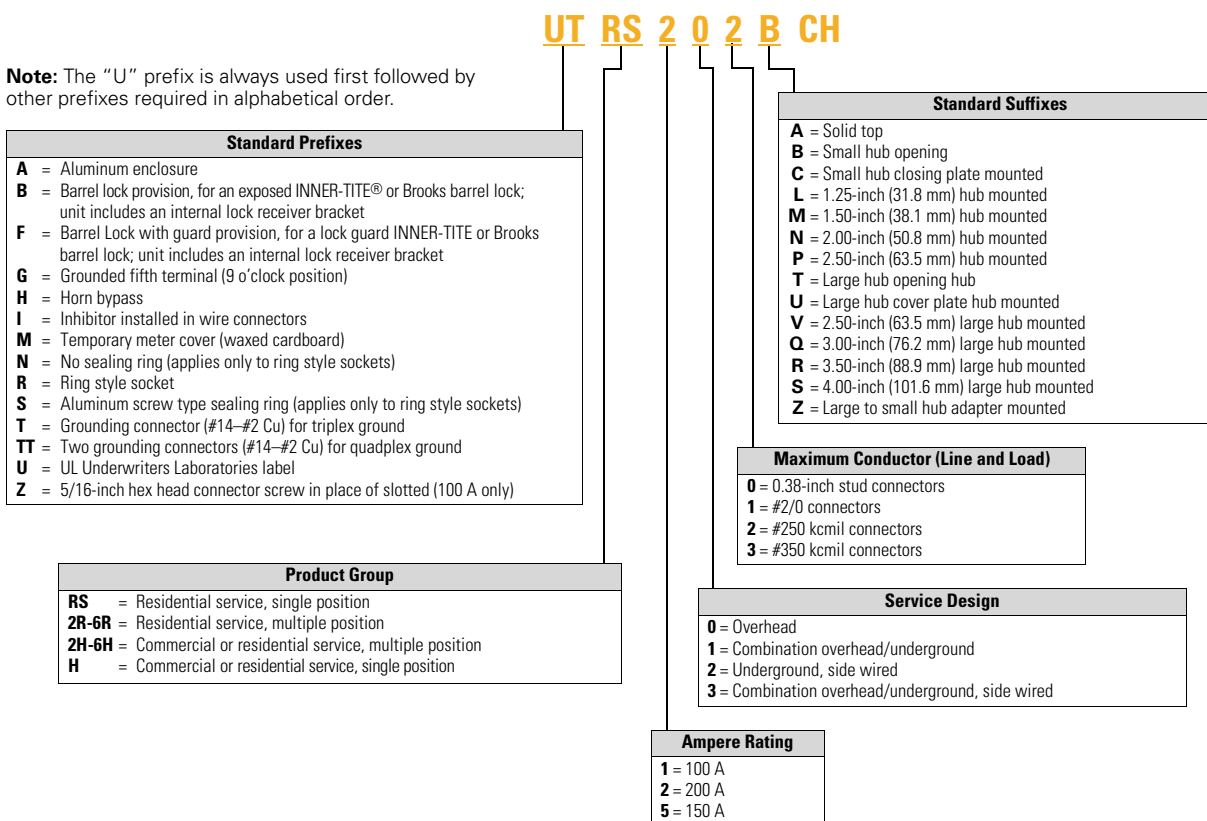 UT RS 2 0 2 B CH
Note: The “U” prefix is always used first followed by
other prefixes required in alphabetical order.
Standard Prefixes
A = Aluminum enclosure
B = Barrel lock provision, for an exposed INNER-TITE® or Brooks barrel lock;
unit includes an internal lock receiver bracket
F = Barrel Lock with guard provision, for a lock guard INNER-TITE or Brooks
barrel lock; unit includes an internal lock receiver bracket
G = Grounded fifth terminal (9 o’clock position)
H = Horn bypass
I = Inhibitor installed in wire connectors
M = Temporary meter cover (waxed cardboard)
N = No sealing ring (applies only to ring style sockets)
R = Ring style socket
S = Aluminum screw type sealing ring (applies only to ring style sockets)
T = Grounding connector (#14–#2 Cu) for triplex ground
TT = Two grounding connectors (#14–#2 Cu) for quadplex ground
U = UL Underwriters Laboratories label
Z = 5/16-inch hex head connector screw in place of slotted (100 A only)
Product Group
RS = Residential service, single position
2R-6R = Residential service, multiple position
2H-6H = Commercial or residential service, multiple position
H = Commercial or residential service, single position
Standard Suffixes
A = Solid top
B = Small hub opening
C = Small hub closing plate mounted
L = 1.25-inch (31.8 mm) hub mounted
M = 1.50-inch (38.1 mm) hub mounted
N = 2.00-inch (50.8 mm) hub mounted
P = 2.50-inch (63.5 mm) hub mounted
T = Large hub opening hub
U = Large hub cover plate hub mounted
V = 2.50-inch (63.5 mm) large hub mounted
Q = 3.00-inch (76.2 mm) large hub mounted
R = 3.50-inch (88.9 mm) large hub mounted
S = 4.00-inch (101.6 mm) large hub mounted
Z = Large to small hub adapter mounted
Maximum Conductor (Line and Load)
0 = 0.38-inch stud connectors
1 = #2/0 connectors
2 = #250 kcmil connectors
3 = #350 kcmil connectors
Service Design
0 = Overhead
1 = Combination overhead/underground
2 = Underground, side wired
3 = Combination overhead/underground, side wired
Ampere Rating
1 = 100 A
2 = 200 A
5 = 150 A